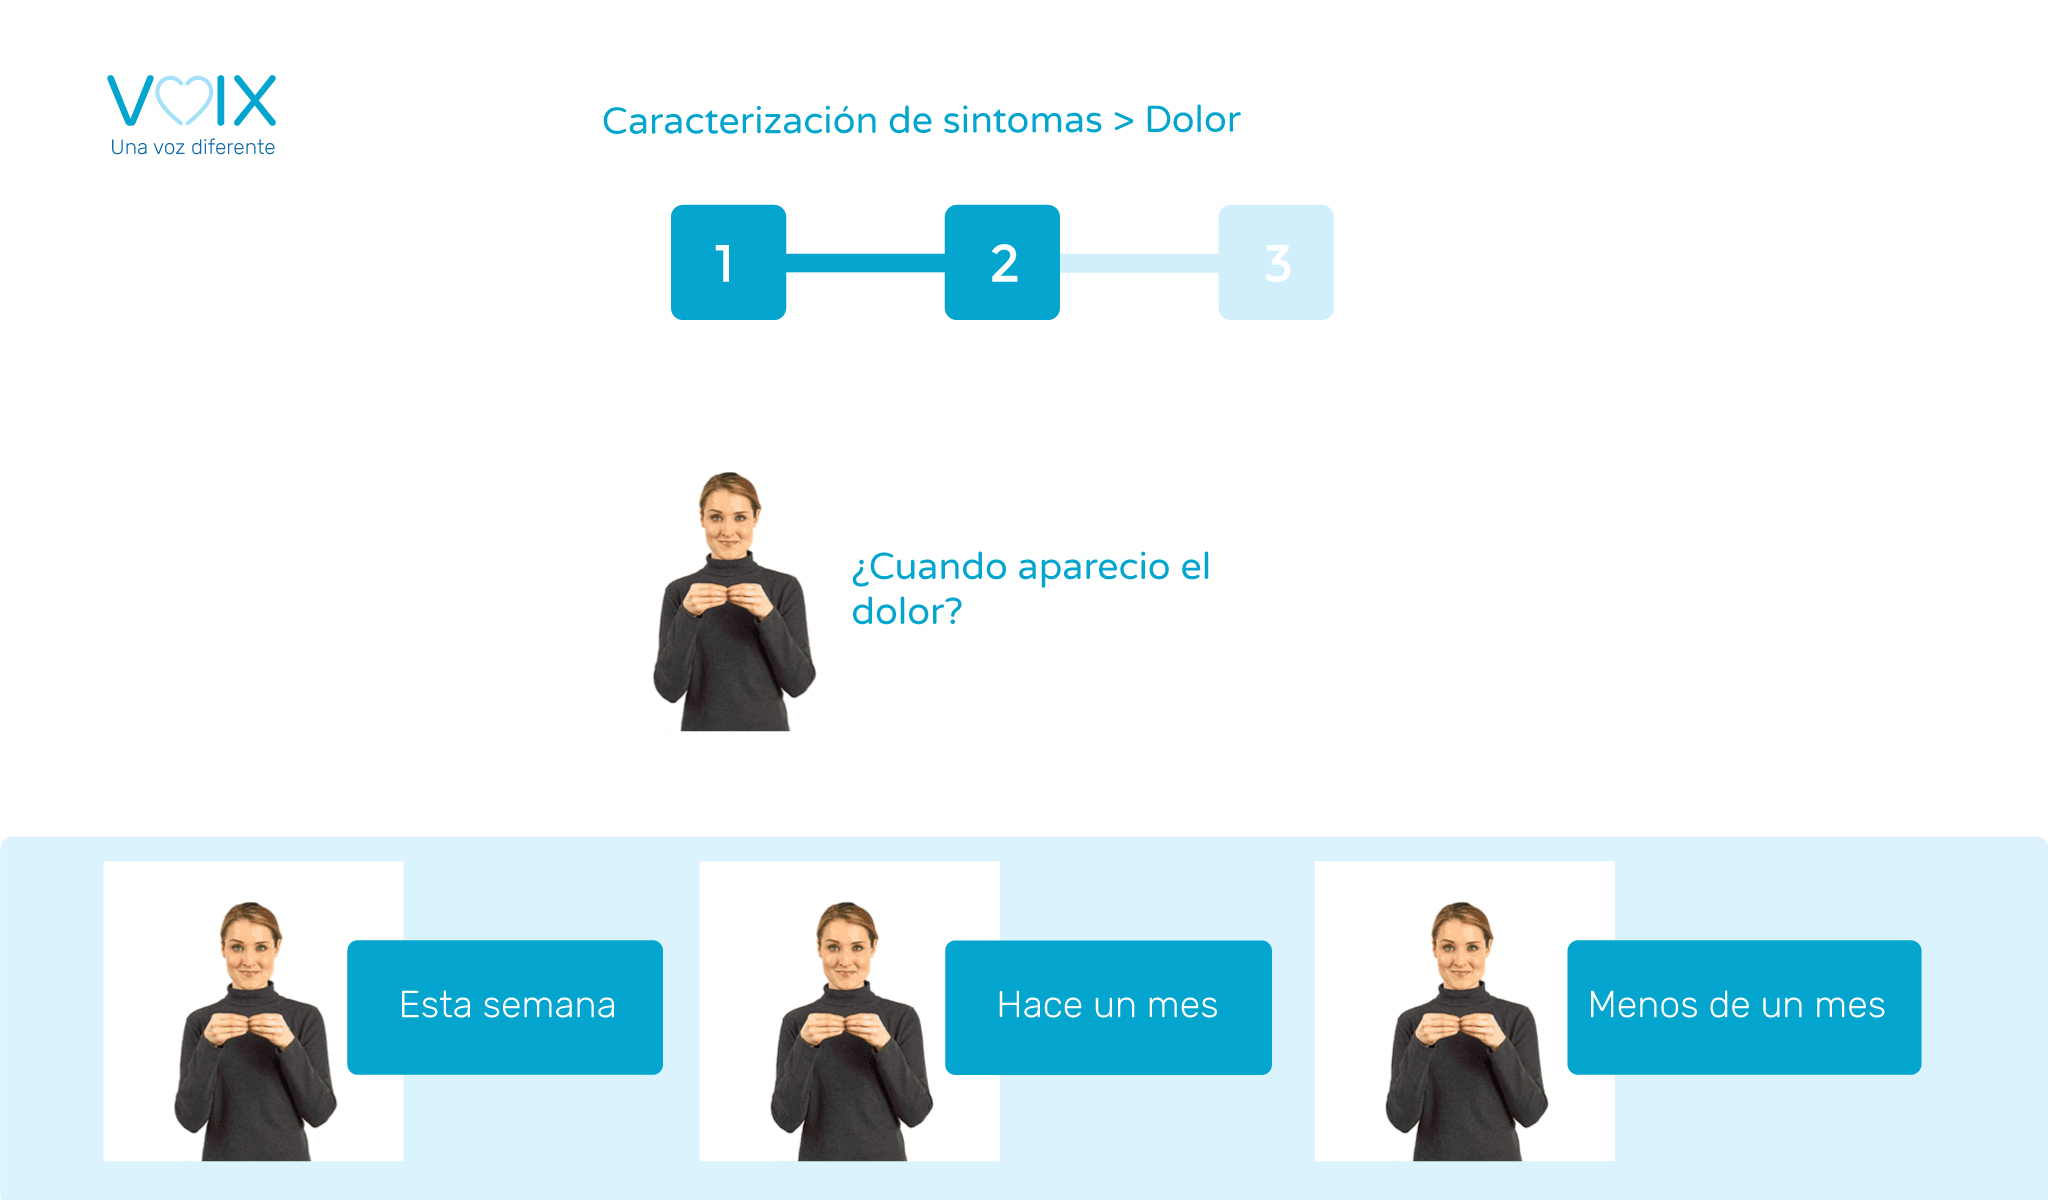 VOIX
Una voz diferente
Caracterización de sintomas > Dolor
1
2
3
¿Cuando aparecio el
dolor?
Esta semana
Hace un mes
Menos de un mes